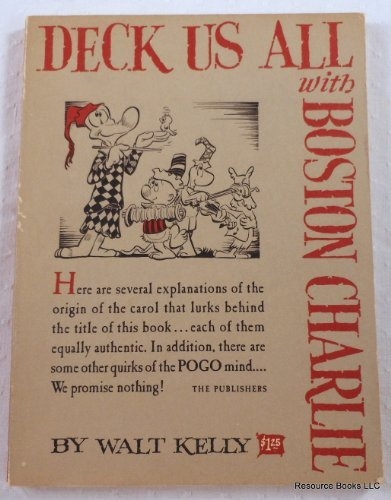 DECK US ALL
with
BOSTON CHARLIE
Here are several explanations of the
origin of the carol that lurks behind
the title of this book...each of them
equally authentic. In addition, there are
some other quirks of the POGO mind....
We promise nothing! THE PUBLISHERS
BY WALT KELLY $1.25
Resource Books LLC